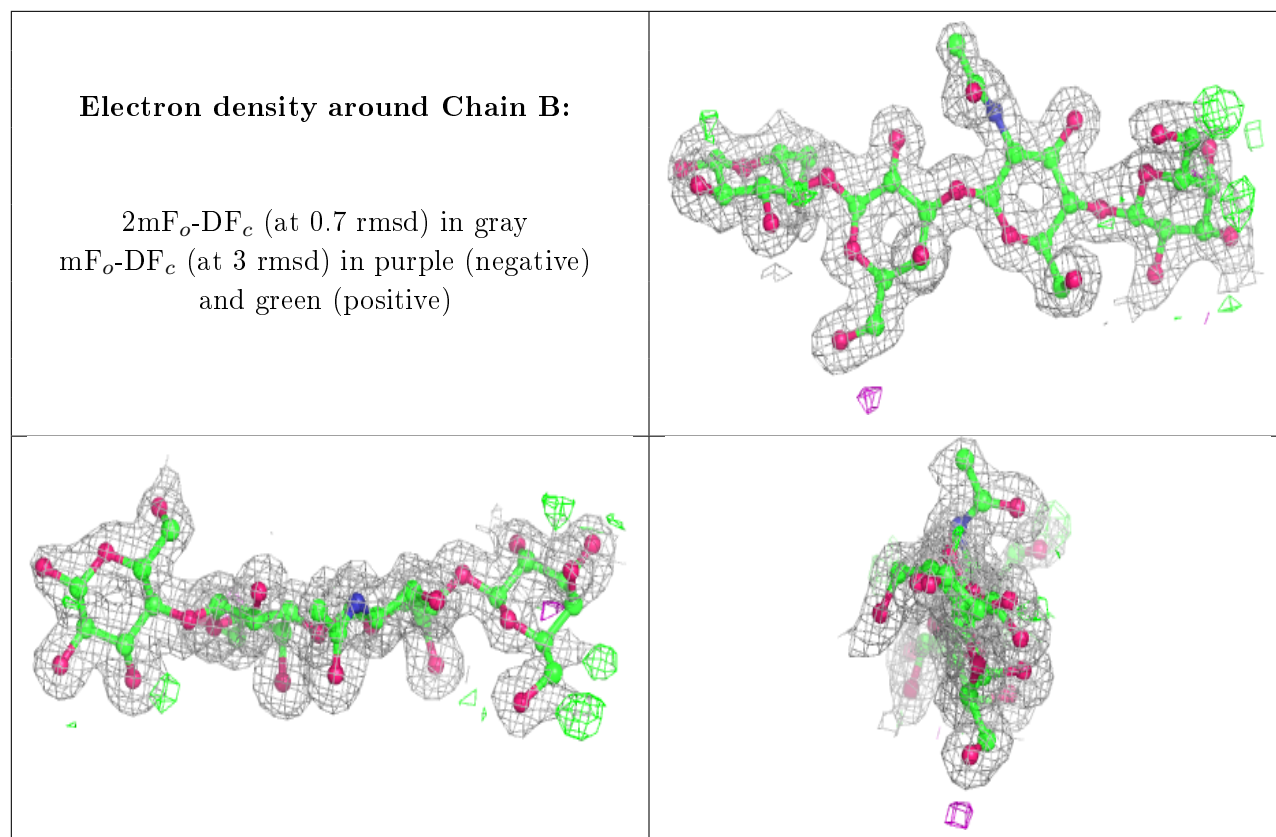 Electron density around Chain B:
2mFₒ-DF𝒸 (at 0.7 rmsd) in gray
mFₒ-DF𝒸 (at 3 rmsd) in purple (negative)
and green (positive)